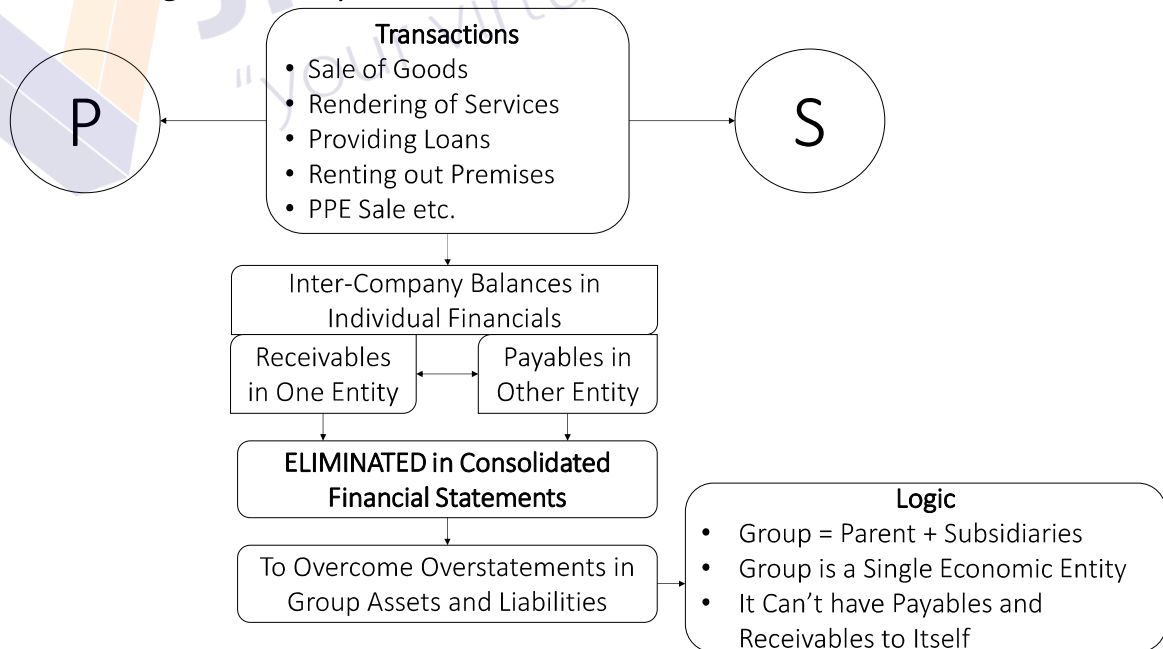 "your virtu
Transactions
• Sale of Goods
• Rendering of Services
• Providing Loans
• Renting out Premises
• PPE Sale etc.
P
S
Inter-Company Balances in
Individual Financials
Receivables
in One Entity
Payables in
Other Entity
ELIMINATED in Consolidated
Financial Statements
To Overcome Overstatements in
Group Assets and Liabilities
Logic
• Group = Parent + Subsidiaries
• Group is a Single Economic Entity
• It Can’t have Payables and
Receivables to Itself